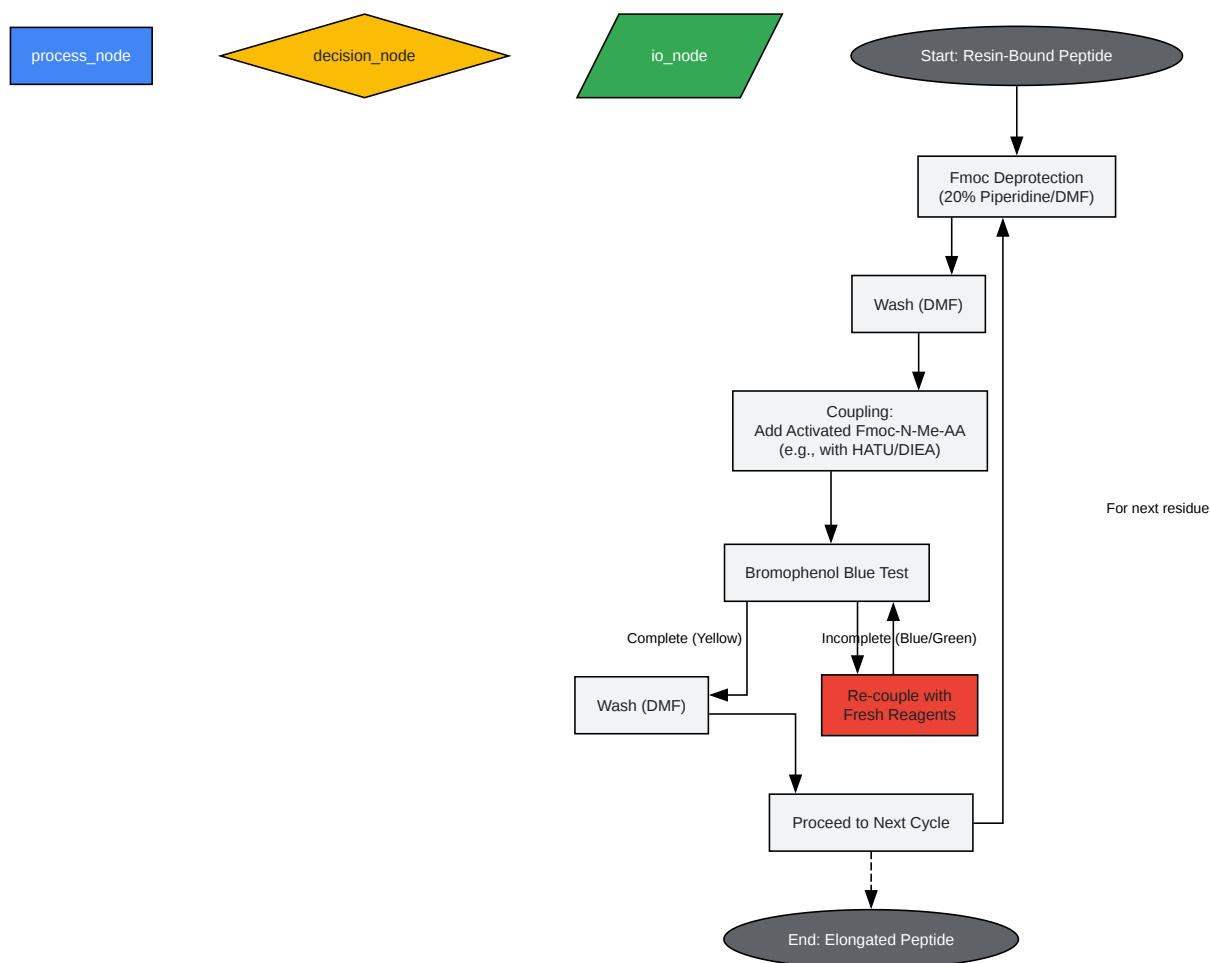 process_node
decision_node
io_node
Start: Resin-Bound Peptide
Fmoc Deprotection
(20% Piperidine/DMF)
Wash (DMF)
Coupling:
Add Activated Fmoc-N-Me-AA
(e.g., with HATU/DIEA)
For next residue
Bromophenol Blue Test
Complete (Yellow)
Incomplete (Blue/Green)
Wash (DMF)
Re-couple with
Fresh Reagents
Proceed to Next Cycle
End: Elongated Peptide